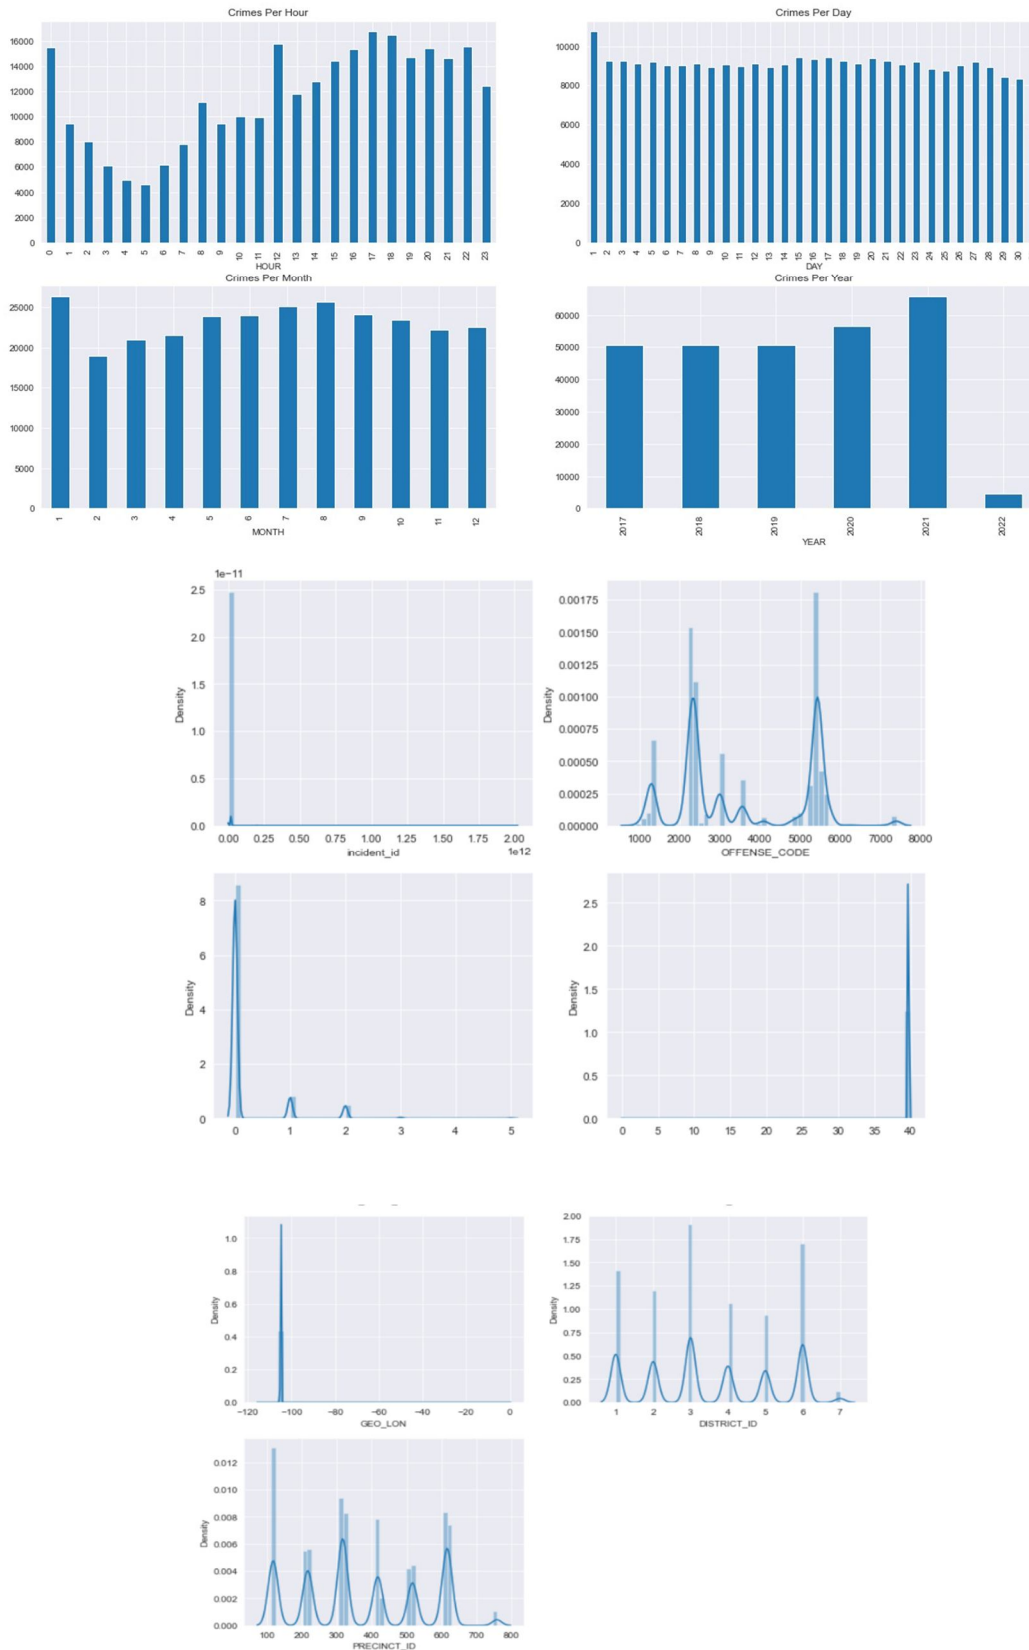 Crimes Per Hour
16000
14000
12000
10000
8000
6000
4000
2000
0
0 1 2 3 4 5 6 7 8 9 10 11 12 13 14 15 16 17 18 19 20 21 22 23
HOUR
Crimes Per Day
10000
8000
6000
4000
2000
0
1 2 3 4 5 6 7 8 9 10 11 12 13 14 15 16 17 18 19 20 21 22 23 24 25 26 27 28 29 30
DAY
Crimes Per Month
25000
20000
15000
10000
5000
0
1 2 3 4 5 6 7 8 9 10 11 12
MONTH
Crimes Per Year
60000
50000
40000
30000
20000
10000
0
2017 2018 2019 2020 2021 2022
YEAR
1e−11
2.5
2.0
1.5
1.0
0.5
0.0
Density
0.00 0.25 0.50 0.75 1.00 1.25 1.50 1.75 2.00
incident_id
1e12
0.00175
0.00150
0.00125
0.00100
0.00075
0.00050
0.00025
0.00000
Density
1000 2000 3000 4000 5000 6000 7000 8000
OFFENSE_CODE
8
6
4
2
0
Density
0 1 2 3 4 5
2.5
2.0
1.5
1.0
0.5
0.0
Density
0 5 10 15 20 25 30 35 40
1.0
0.8
0.6
0.4
0.2
0.0
Density
−120 −100 −80 −60 −40 −20 0
GEO_LON
2.00
1.75
1.50
1.25
1.00
0.75
0.50
0.25
0.00
Density
1 2 3 4 5 6 7
DISTRICT_ID
0.012
0.010
0.008
0.006
0.004
0.002
0.000
Density
100 200 300 400 500 600 700 800
PRECINCT_ID